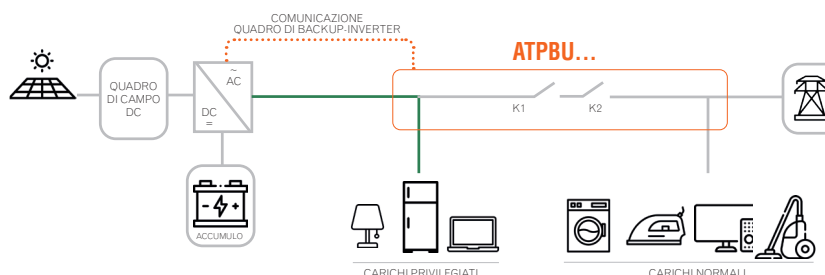 COMUNICAZIONE
QUADRO DI BACKUP-INVERTER
ATPBU...
QUADRO
DI CAMPO
DC
~
AC
DC
=
K1
K2
- +
ACCUMULO
CARICHI PRIVILEGIATI
CARICHI NORMALI